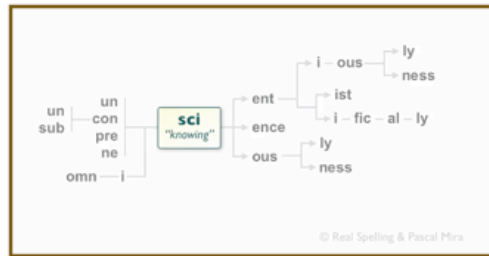 un
sub
un
con
pre
ne
omn i
sci
"knowing"
ent
ence
ous
i ous
ist
i fic al ly
ly
ness
ly
ness
© Real Spelling & Pascal Mira